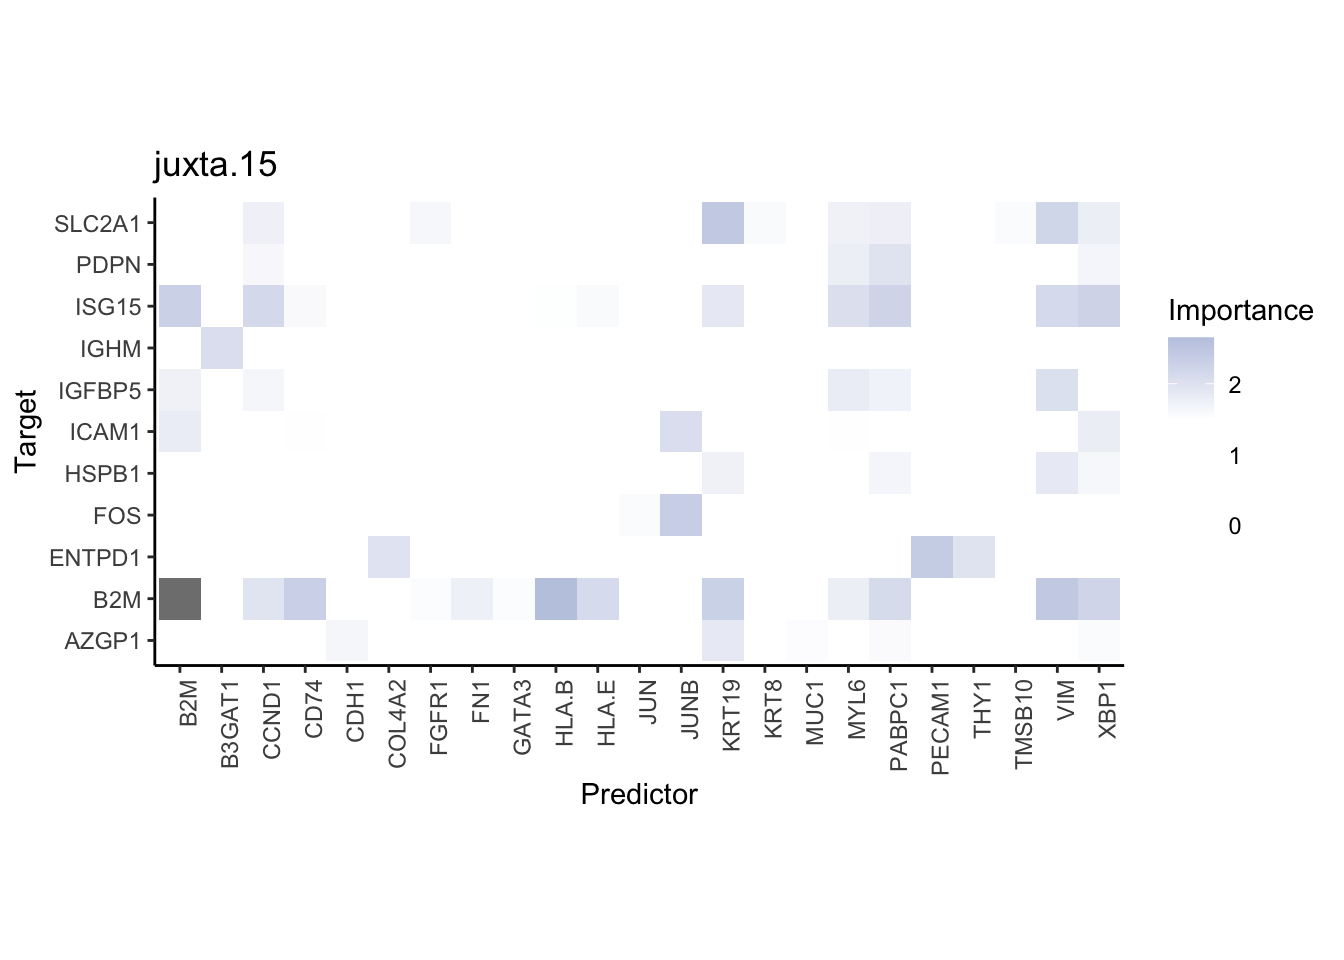 juxta.15
Target
SLC2A1
PDPN
ISG15
IGHM
IGFBP5
ICAM1
HSPB1
FOS
ENTPD1
B2M
AZGP1
B2M
B3GAT1
CCND1
CD74
CDH1
COL4A2
FGFR1
FN1
GATA3
HLA.B
HLA.E
JUN
JUNB
KRT19
KRT8
MUC1
MYL6
PABPC1
PECAM1
THY1
TMSB10
VIM
XBP1
Predictor
Importance
2
1
0